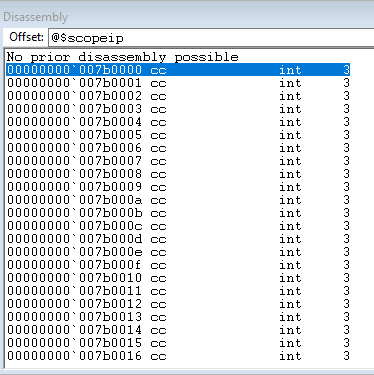 Disassembly
Offset: @$scopeip
No prior disassembly possible
00000000`007b0000 cc int 3
00000000`007b0001 cc int 3
00000000`007b0002 cc int 3
00000000`007b0003 cc int 3
00000000`007b0004 cc int 3
00000000`007b0005 cc int 3
00000000`007b0006 cc int 3
00000000`007b0007 cc int 3
00000000`007b0008 cc int 3
00000000`007b0009 cc int 3
00000000`007b000a cc int 3
00000000`007b000b cc int 3
00000000`007b000c cc int 3
00000000`007b000d cc int 3
00000000`007b000e cc int 3
00000000`007b000f cc int 3
00000000`007b0010 cc int 3
00000000`007b0011 cc int 3
00000000`007b0012 cc int 3
00000000`007b0013 cc int 3
00000000`007b0014 cc int 3
00000000`007b0015 cc int 3
00000000`007b0016 cc int 3